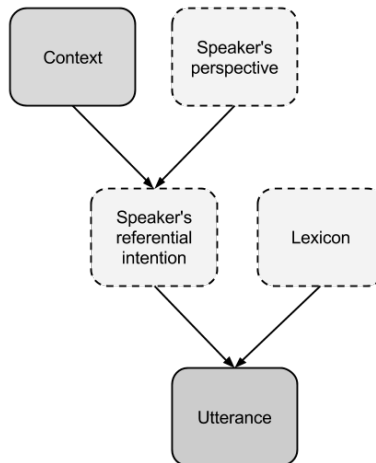 Context
Speaker's
perspective
Speaker's
referential
intention
Lexicon
Utterance